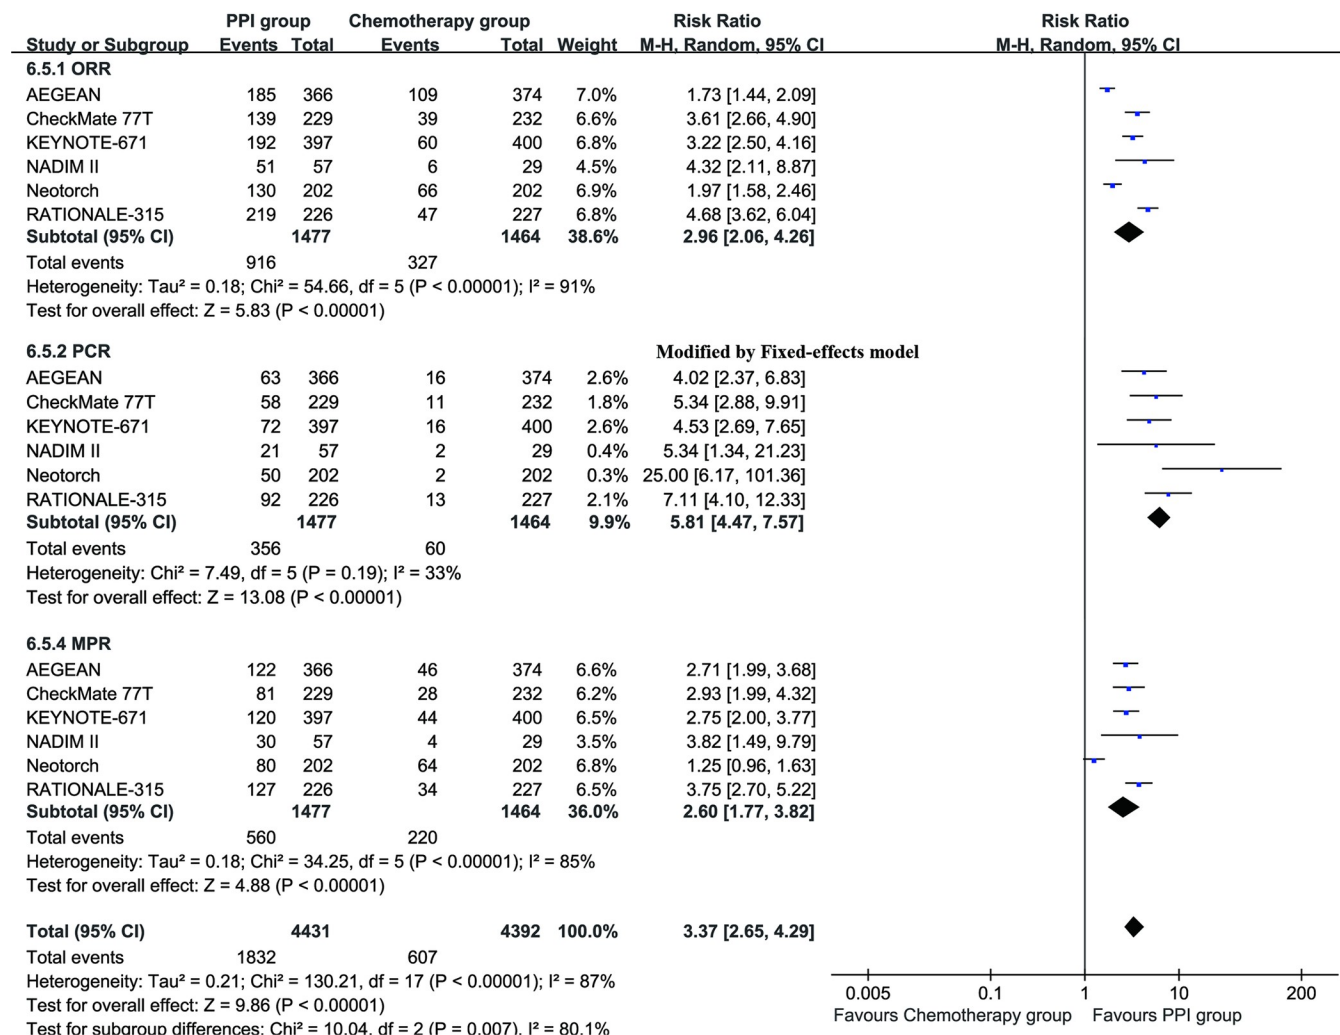 PPI group Chemotherapy group Risk Ratio Risk Ratio
Study or Subgroup Events Total Events Total Weight M-H, Random, 95% CI M-H, Random, 95% CI
6.5.1 ORR
AEGEAN 185 366 109 374 7.0% 1.73 [1.44, 2.09]
CheckMate 77T 139 229 39 232 6.6% 3.61 [2.66, 4.90]
KEYNOTE-671 192 397 60 400 6.8% 3.22 [2.50, 4.16]
NADIM II 51 57 6 29 4.5% 4.32 [2.11, 8.87]
Neotorch 130 202 66 202 6.9% 1.97 [1.58, 2.46]
RATIONALE-315 219 226 47 227 6.8% 4.68 [3.62, 6.04]
Subtotal (95% CI) 1477 1464 38.6% 2.96 [2.06, 4.26]
Total events 916 327
Heterogeneity: Tau² = 0.18; Chi² = 54.66, df = 5 (P < 0.00001); I² = 91%
Test for overall effect: Z = 5.83 (P < 0.00001)
6.5.2 PCR Modified by Fixed-effects model
AEGEAN 63 366 16 374 2.6% 4.02 [2.37, 6.83]
CheckMate 77T 58 229 11 232 1.8% 5.34 [2.88, 9.91]
KEYNOTE-671 72 397 16 400 2.6% 4.53 [2.69, 7.65]
NADIM II 21 57 2 29 0.4% 5.34 [1.34, 21.23]
Neotorch 50 202 2 202 0.3% 25.00 [6.17, 101.36]
RATIONALE-315 92 226 13 227 2.1% 7.11 [4.10, 12.33]
Subtotal (95% CI) 1477 1464 9.9% 5.81 [4.47, 7.57]
Total events 356 60
Heterogeneity: Chi² = 7.49, df = 5 (P = 0.19); I² = 33%
Test for overall effect: Z = 13.08 (P < 0.00001)
6.5.4 MPR
AEGEAN 122 366 46 374 6.6% 2.71 [1.99, 3.68]
CheckMate 77T 81 229 28 232 6.2% 2.93 [1.99, 4.32]
KEYNOTE-671 120 397 44 400 6.5% 2.75 [2.00, 3.77]
NADIM II 30 57 4 29 3.5% 3.82 [1.49, 9.79]
Neotorch 80 202 64 202 6.8% 1.25 [0.96, 1.63]
RATIONALE-315 127 226 34 227 6.5% 3.75 [2.70, 5.22]
Subtotal (95% CI) 1477 1464 36.0% 2.60 [1.77, 3.82]
Total events 560 220
Heterogeneity: Tau² = 0.18; Chi² = 34.25, df = 5 (P < 0.00001); I² = 85%
Test for overall effect: Z = 4.88 (P < 0.00001)
Total (95% CI) 4431 4392 100.0% 3.37 [2.65, 4.29]
Total events 1832 607
Heterogeneity: Tau² = 0.21; Chi² = 130.21, df = 17 (P < 0.00001); I² = 87%
Test for overall effect: Z = 9.86 (P < 0.00001)
Test for subgroup differences: Chi² = 10.04, df = 2 (P = 0.007), I² = 80.1%
0.005 0.1 1 10 200
Favours Chemotherapy group Favours PPI group